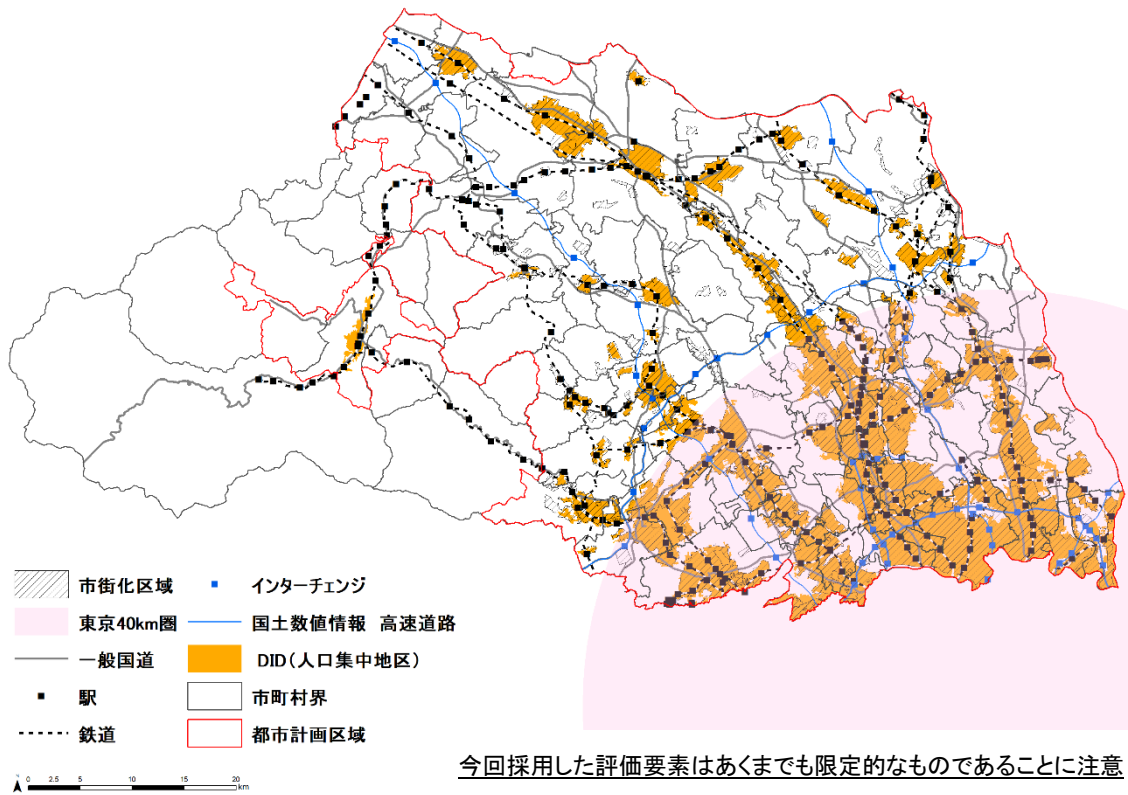 市街化区域
インターチェンジ
東京40km圏
国土数値情報 高速道路
一般国道
DID(人口集中地区)
駅
市町村界
鉄道
都市計画区域
今回採用した評価要素はあくまでも限定的なものであることに注意
0 2.5 5 10 15 20
km